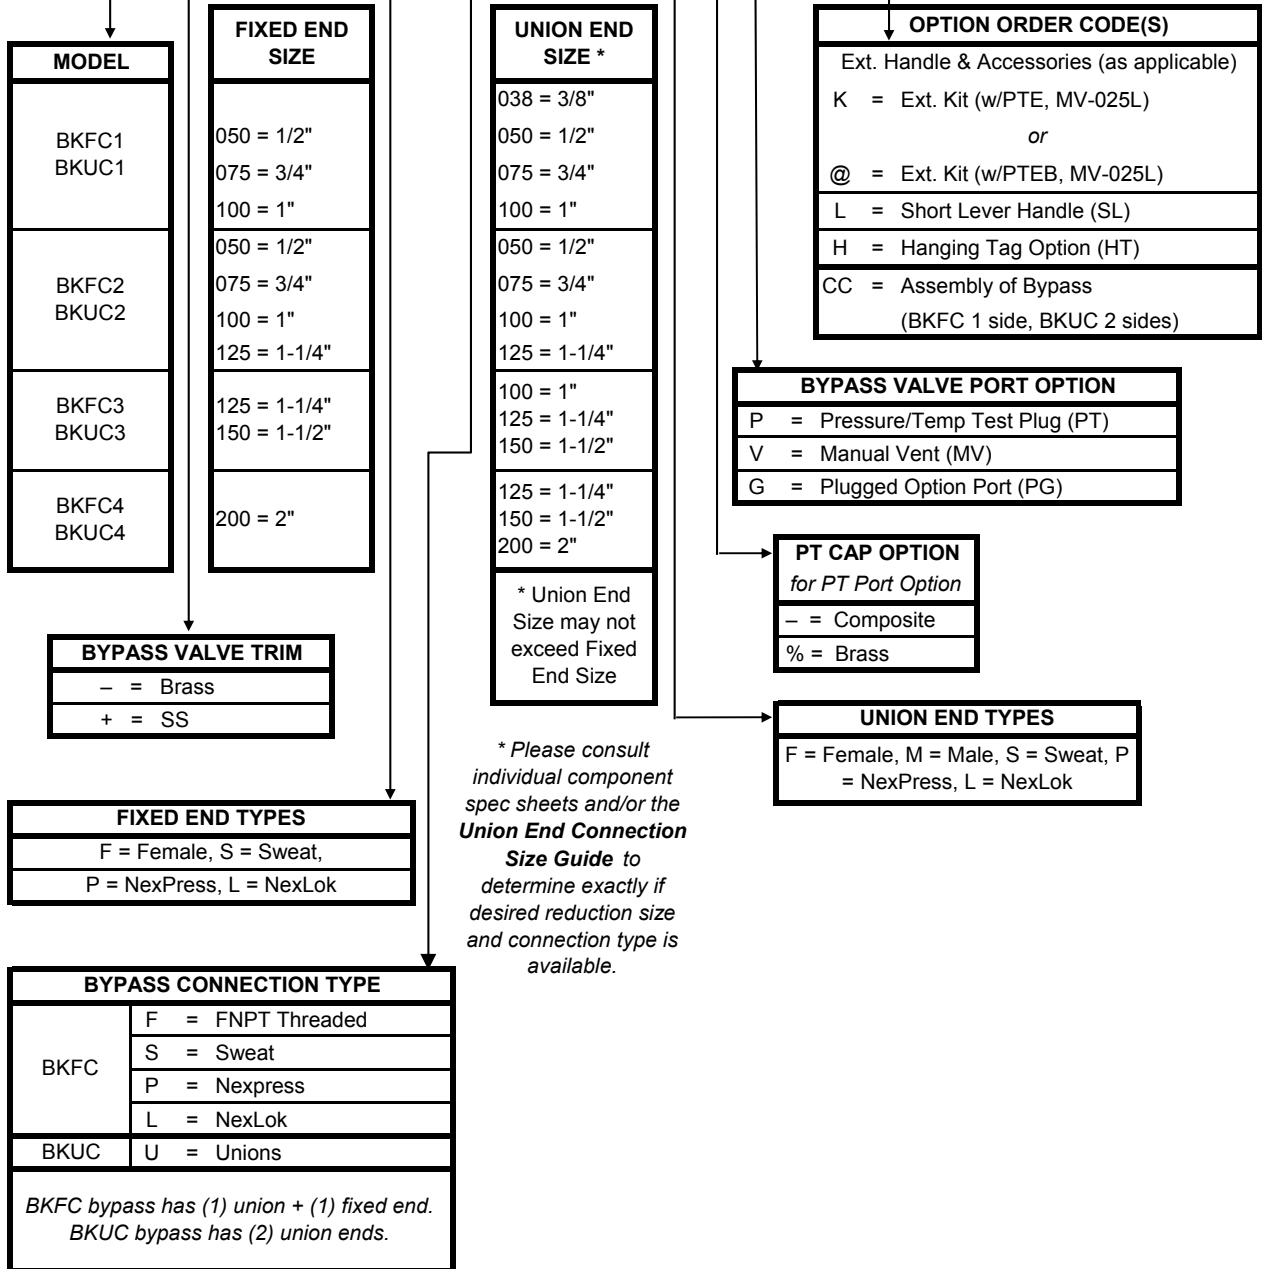 MODEL
BKFC1
BKUC1
BKFC2
BKUC2
BKFC3
BKUC3
BKFC4
BKUC4
FIXED END
SIZE
050 = 1/2"
075 = 3/4"
100 = 1"
050 = 1/2"
075 = 3/4"
100 = 1"
125 = 1-1/4"
125 = 1-1/4"
150 = 1-1/2"
200 = 2"
UNION END
SIZE *
038 = 3/8"
050 = 1/2"
075 = 3/4"
100 = 1"
050 = 1/2"
075 = 3/4"
100 = 1"
125 = 1-1/4"
100 = 1"
125 = 1-1/4"
150 = 1-1/2"
125 = 1-1/4"
150 = 1-1/2"
200 = 2"
* Union End
Size may not
exceed Fixed
End Size
* Please consult
individual component
spec sheets and/or the
Union End Connection
Size Guide to
determine exactly if
desired reduction size
and connection type is
available.
OPTION ORDER CODE(S)
Ext. Handle & Accessories (as applicable)
K = Ext. Kit (w/PTE, MV-025L)
or
@ = Ext. Kit (w/PTEB, MV-025L)
L = Short Lever Handle (SL)
H = Hanging Tag Option (HT)
CC = Assembly of Bypass
(BKFC 1 side, BKUC 2 sides)
BYPASS VALVE PORT OPTION
P = Pressure/Temp Test Plug (PT)
V = Manual Vent (MV)
G = Plugged Option Port (PG)
PT CAP OPTION
for PT Port Option
– = Composite
% = Brass
UNION END TYPES
F = Female, M = Male, S = Sweat, P
= NexPress, L = NexLok
BYPASS VALVE TRIM
– = Brass
+ = SS
FIXED END TYPES
F = Female, S = Sweat,
P = NexPress, L = NexLok
BYPASS CONNECTION TYPE
BKFC
F = FNPT Threaded
S = Sweat
P = Nexpress
L = NexLok
BKUC U = Unions
BKFC bypass has (1) union + (1) fixed end.
BKUC bypass has (2) union ends.